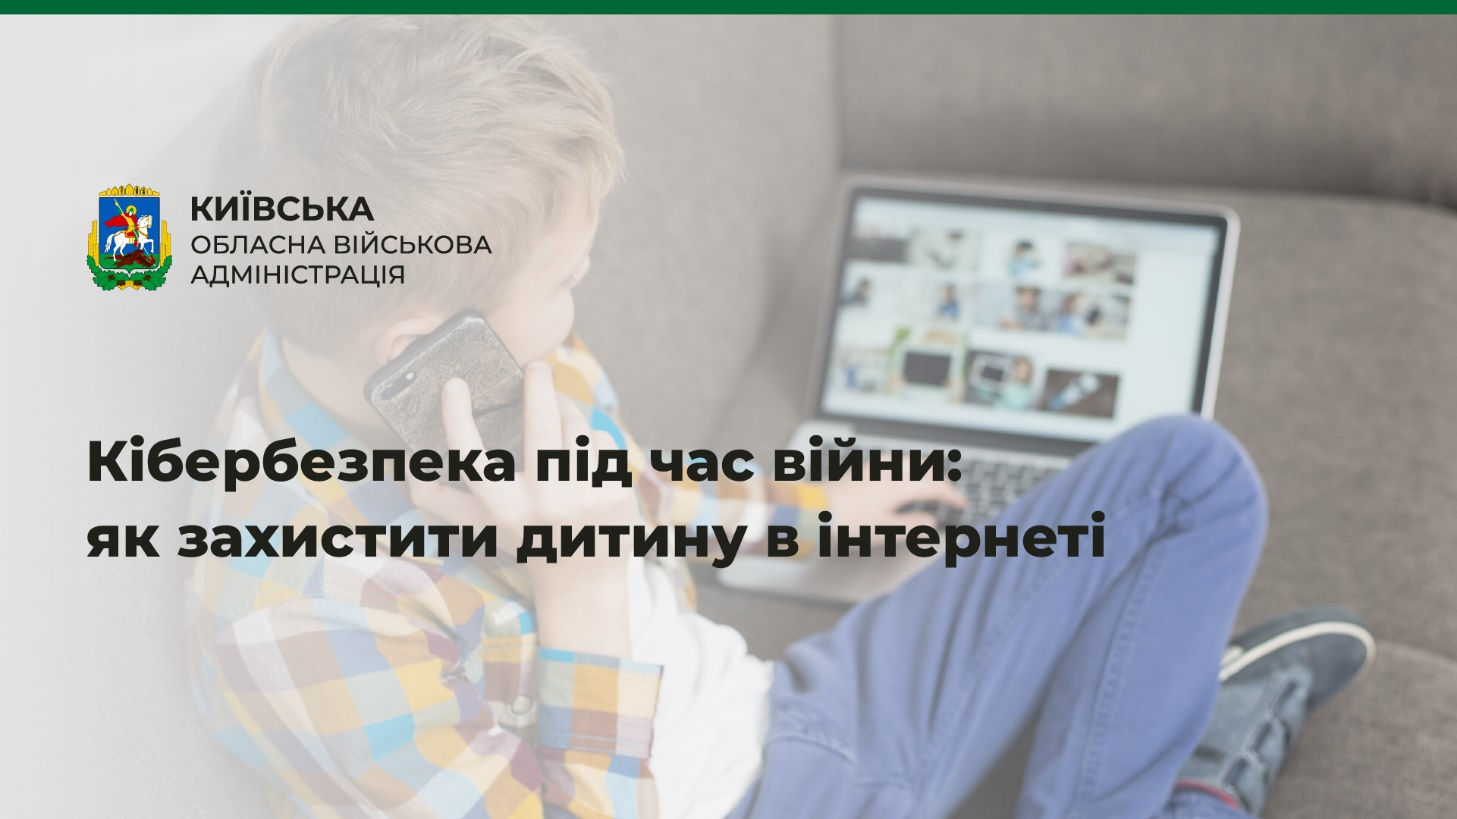 КИЇВСЬКА
ОБЛАСНА ВІЙСЬКОВА
АДМІНІСТРАЦІЯ
Кібербезпека під час війни:
як захистити дитину в інтернеті